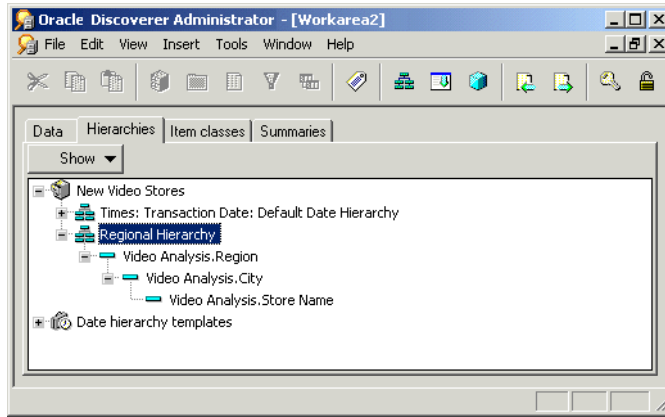 Oracle Discoverer Administrator - [Workarea2]
File Edit View Insert Tools Window Help
Data Hierarchies Item classes Summaries
Show
New Video Stores
Times: Transaction Date: Default Date Hierarchy
Regional Hierarchy
Video Analysis.Region
Video Analysis.City
Video Analysis.Store Name
Date hierarchy templates